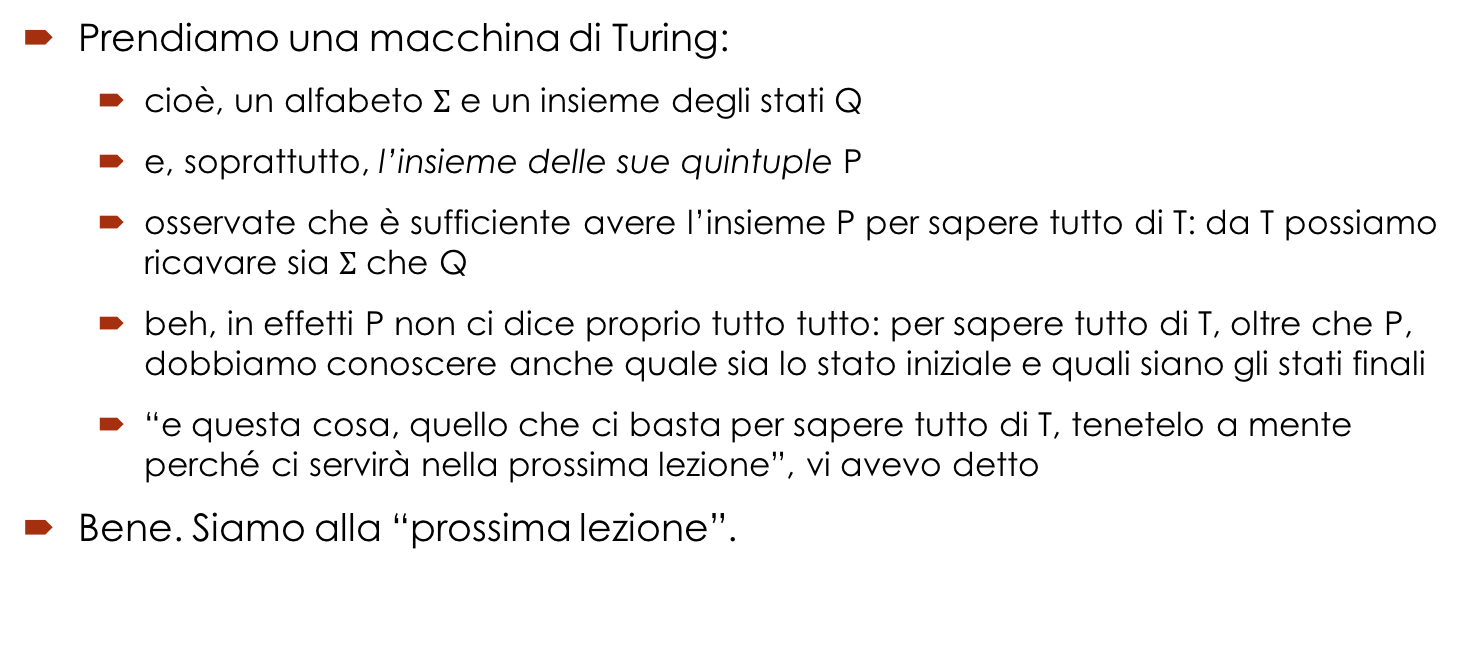 Prendiamo una macchina di Turing:
cioè, un alfabeto Σ e un insieme degli stati Q
e, soprattutto, l’insieme delle sue quintuple P
osservate che è sufficiente avere l’insieme P per sapere tutto di T: da T possiamo
ricavare sia Σ che Q
beh, in effetti P non ci dice proprio tutto tutto: per sapere tutto di T, oltre che P,
dobbiamo conoscere anche quale sia lo stato iniziale e quali siano gli stati finali
“e questa cosa, quello che ci basta per sapere tutto di T, tenetelo a mente
perché ci servirà nella prossima lezione”, vi avevo detto
Bene. Siamo alla “prossima lezione”.